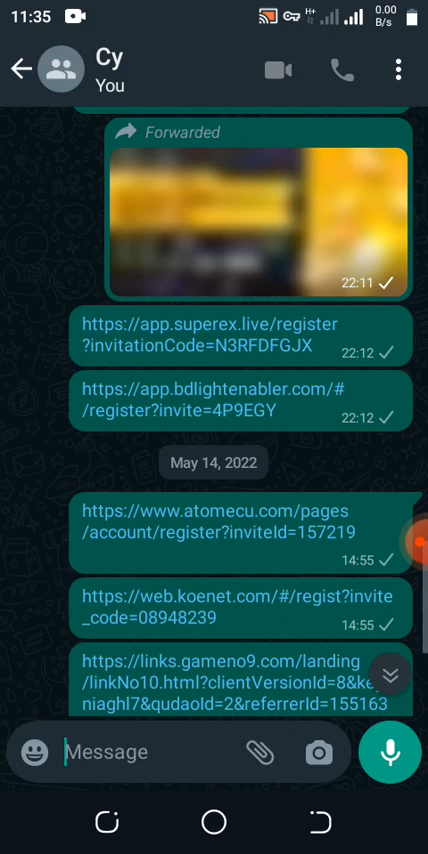 11:35
H+
0.00
B/s
Cy
You
Forwarded
22:11
https://app.superex.live/register
?invitationCode=N3RFDFGJX
22:12
https://app.bdlightenabler.com/#
/register?invite=4P9EGY
22:12
May 14, 2022
https://www.atomecu.com/pages
/account/register?inviteId=157219
14:55
https://web.koenet.com/#/regist?invite
_code=08948239
14:55
https://links.gameno9.com/landing
/linkNo10.html?clientVersionId=8&
niaghl7&qudaoId=2&referrerId=155163
Message